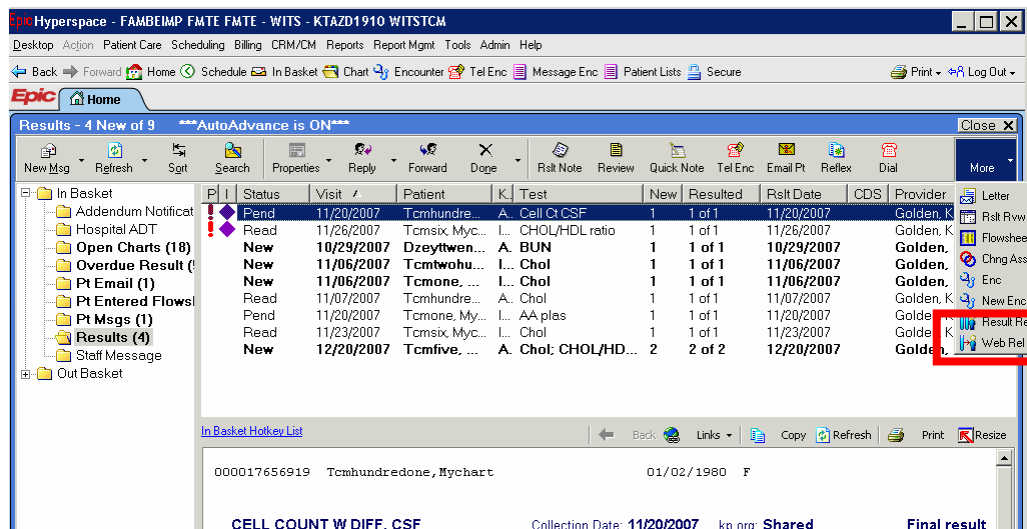 Epic Hyperspace - FAMBEIMP FMTE FMTE - WITS - KTAZD1910 WITSTCM
Desktop Action Patient Care Scheduling Billing CRM/CM Reports Report Mgmt Tools Admin Help
Back Forward Home Schedule In Basket Chart Encounter Tel Enc Message Enc Patient Lists Secure Print Log Out
Epic Home
Results - 4 New of 9 ***AutoAdvance is ON*** Close X
New Msg Refresh Sort Search Properties Reply Forward Done Rslt Note Review Quick Note Tel Enc Email Pt Reflex Dial More
In Basket
Addendum Notificat
Hospital ADT
Open Charts (18)
Overdue Result (
Pt Email (1)
Pt Entered Flowsl
Pt Msgs (1)
Results (4)
Staff Message
Out Basket
P I Status Visit Patient K. Test New Resulted Rslt Date CDS Provider
Pend 11/20/2007 Tcmhundre... A.. Cell Ct CSF 1 1 of 1 11/20/2007 Golden, K
Read 11/26/2007 Tcmsix, Myc... I... CHOL/HDL ratio 1 1 of 1 11/26/2007 Golden, K
New 10/29/2007 Dzeyttwen... A. BUN 1 1 of 1 10/29/2007 Golden,
New 11/06/2007 Tcmtwohu... I... Chol 1 1 of 1 11/06/2007 Golden,
New 11/06/2007 Tcmone, ... I... Chol 1 1 of 1 11/06/2007 Golden,
Read 11/07/2007 Tcmhundre... A.. Chol 1 1 of 1 11/07/2007 Golden, K
Pend 11/20/2007 Tcmone, My... I... AA plas 1 1 of 1 11/20/2007 Golden, K
Read 11/23/2007 Tcmsix, Myc... I... Chol 1 1 of 1 11/23/2007 Golden, K
New 12/20/2007 Tcmfive, ... A. Chol; CHOL/HD... 2 2 of 2 12/20/2007 Golden,
Letter
Rslt Rvw
Flowshee
Chng Ass
Enc
New Enc
Result Re
Web Rel
In Basket Hotkey List Back Links Copy Refresh Print Resize
000017656919 Tcmhundredone,Mychart 01/02/1980 F
CELL COUNT W DIFF, CSF Collection Date: 11/20/2007 kp.org: Shared Final result